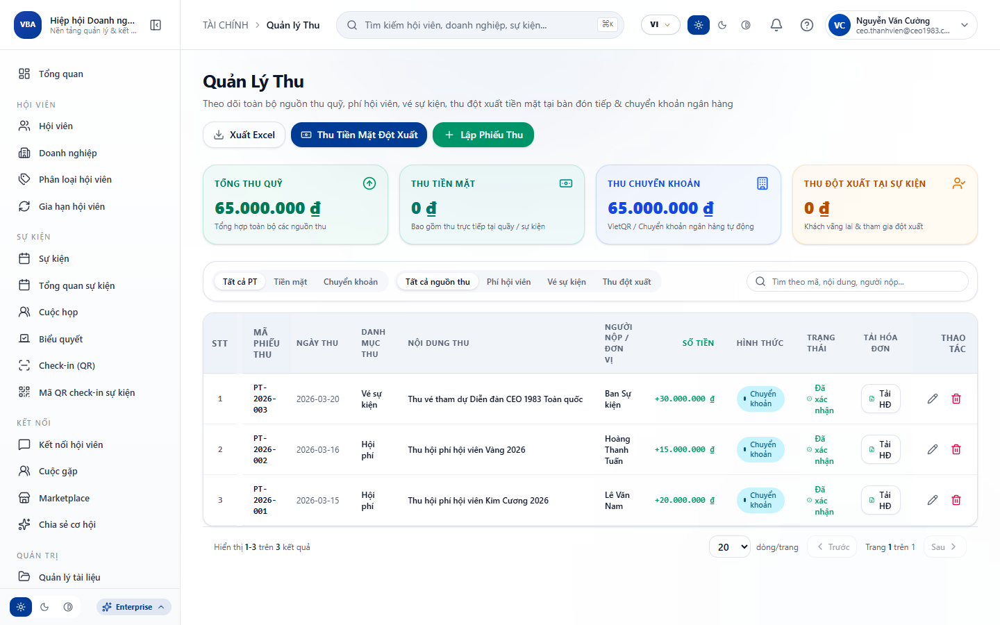 VBA
Hiệp hội Doanh ng...
Nền tảng quản lý & kết ...
TÀI CHÍNH > Quản lý Thu
Tìm kiếm hội viên, doanh nghiệp, sự kiện...
⌘K
VI
VC
Nguyễn Văn Cường
ceo.thanhvien@ceo1983.c...
Tổng quan
HỘI VIÊN
Hội viên
Doanh nghiệp
Phân loại hội viên
Gia hạn hội viên
SỰ KIỆN
Sự kiện
Tổng quan sự kiện
Cuộc họp
Biểu quyết
Check-in (QR)
Mã QR check-in sự kiện
KẾT NỐI
Kết nối hội viên
Cuộc gặp
Marketplace
Chia sẻ cơ hội
QUẢN TRỊ
Quản lý tài liệu
Enterprise
Quản Lý Thu
Theo dõi toàn bộ nguồn thu quỹ, phí hội viên, vé sự kiện, thu đột xuất tiền mặt tại bàn đón tiếp & chuyển khoản ngân hàng
Xuất Excel
Thu Tiền Mặt Đột Xuất
Lập Phiếu Thu
TỔNG THU QUỸ
65.000.000 ₫
Tổng hợp toàn bộ các nguồn thu
THU TIỀN MẶT
0 ₫
Bao gồm thu trực tiếp tại quầy / sự kiện
THU CHUYỂN KHOẢN
65.000.000 ₫
VietQR / Chuyển khoản ngân hàng tự động
THU ĐỘT XUẤT TẠI SỰ KIỆN
0 ₫
Khách vãng lai & tham gia đột xuất
Tất cả PT
Tiền mặt
Chuyển khoản
Tất cả nguồn thu
Phí hội viên
Vé sự kiện
Thu đột xuất
Tìm theo mã, nội dung, người nộp...
STT
MÃ
PHIẾU
THU
NGÀY THU
DANH
MỤC
THU
NỘI DUNG THU
NGƯỜI
NỘP /
ĐƠN
VỊ
SỐ TIỀN
HÌNH THỨC
TRẠNG
THÁI
TẢI HÓA
ĐƠN
THAO
TÁC
1
PT-
2026-
003
2026-03-20
Vé sự
kiện
Thu vé tham dự Diễn đàn CEO 1983 Toàn quốc
Ban Sự
kiện
+30.000.000 ₫
Chuyển
khoản
Đã
xác
nhận
Tải
HĐ
2
PT-
2026-
002
2026-03-16
Hội
phí
Thu hội phí hội viên Vàng 2026
Hoàng
Thanh
Tuấn
+15.000.000 ₫
Chuyển
khoản
Đã
xác
nhận
Tải
HĐ
3
PT-
2026-
001
2026-03-15
Hội
phí
Thu hội phí hội viên Kim Cương 2026
Lê Văn
Nam
+20.000.000 ₫
Chuyển
khoản
Đã
xác
nhận
Tải
HĐ
Hiển thị 1-3 trên 3 kết quả
20
dòng/trang
Trước
Trang 1 trên 1
Sau